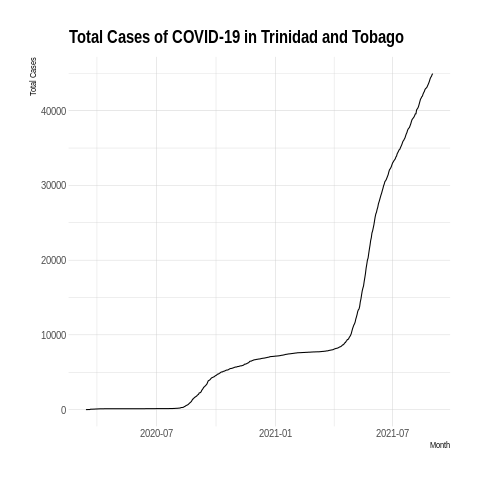 Total Cases of COVID-19 in Trinidad and Tobago
Total Cases
40000
30000
20000
10000
0
2020-07 2021-01 2021-07
Month